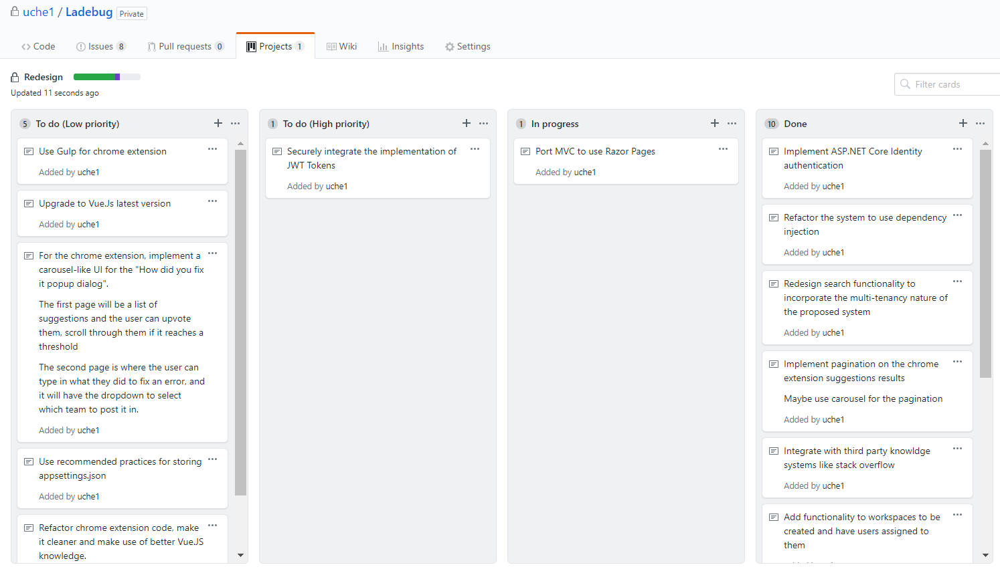 uche1 / Ladebug Private
Code Issues 8 Pull requests 0 Projects 1 Wiki Insights Settings
Redesign
Updated 11 seconds ago
Filter cards
5 To do (Low priority)
Use Gulp for chrome extension
Added by uche1
Upgrade to Vue.Js latest version
Added by uche1
For the chrome extension, implement a
carousel-like UI for the "How did you fix
it popup dialog".
The first page will be a list of
suggestions and the user can upvote
them, scroll through them if it reaches a
threshold
The second page is where the user can
type in what they did to fix an error, and
it will have the dropdown to select
which team to post it in.
Added by uche1
Use recommended practices for storing
appsettings.json
Added by uche1
Refactor chrome extension code, make
it cleaner and make use of better Vue.JS
knowledge.
1 To do (High priority)
Securely integrate the implementation of
JWT Tokens
Added by uche1
1 In progress
Port MVC to use Razor Pages
Added by uche1
10 Done
Implement ASP.NET Core Identity
authentication
Added by uche1
Refactor the system to use dependency
injection
Added by uche1
Redesign search functionality to
incorporate the multi-tenancy nature of
the proposed system
Added by uche1
Implement pagination on the chrome
extension suggestions results
Maybe use carousel for the pagination
Added by uche1
Integrate with third party knowldge
systems like stack overflow
Added by uche1
Add functionality to workspaces to be
created and have users assigned to
them